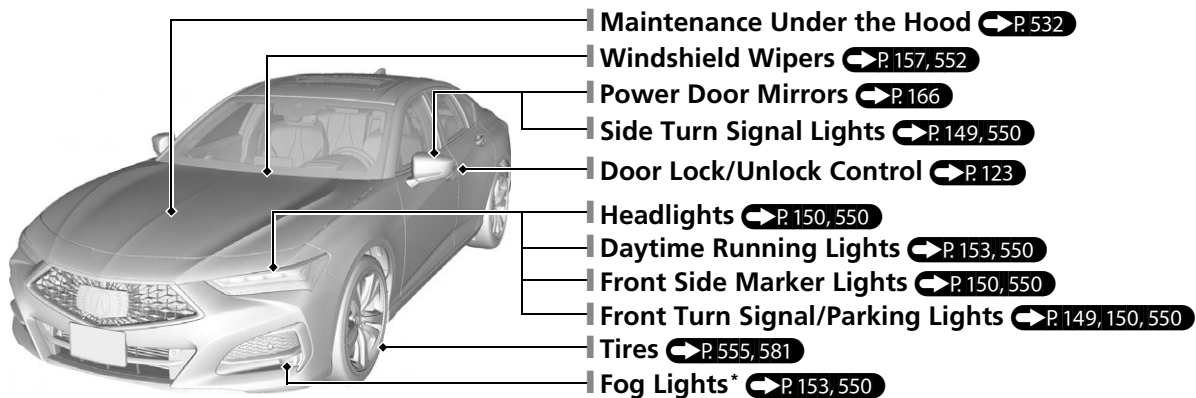 Maintenance Under the Hood P. 532
Windshield Wipers P. 157, 552
Power Door Mirrors P. 166
Side Turn Signal Lights P. 149, 550
Door Lock/Unlock Control P. 123
Headlights P. 150, 550
Daytime Running Lights P. 153, 550
Front Side Marker Lights P. 150, 550
Front Turn Signal/Parking Lights P. 149, 150, 550
Tires P. 555, 581
Fog Lights* P. 153, 550